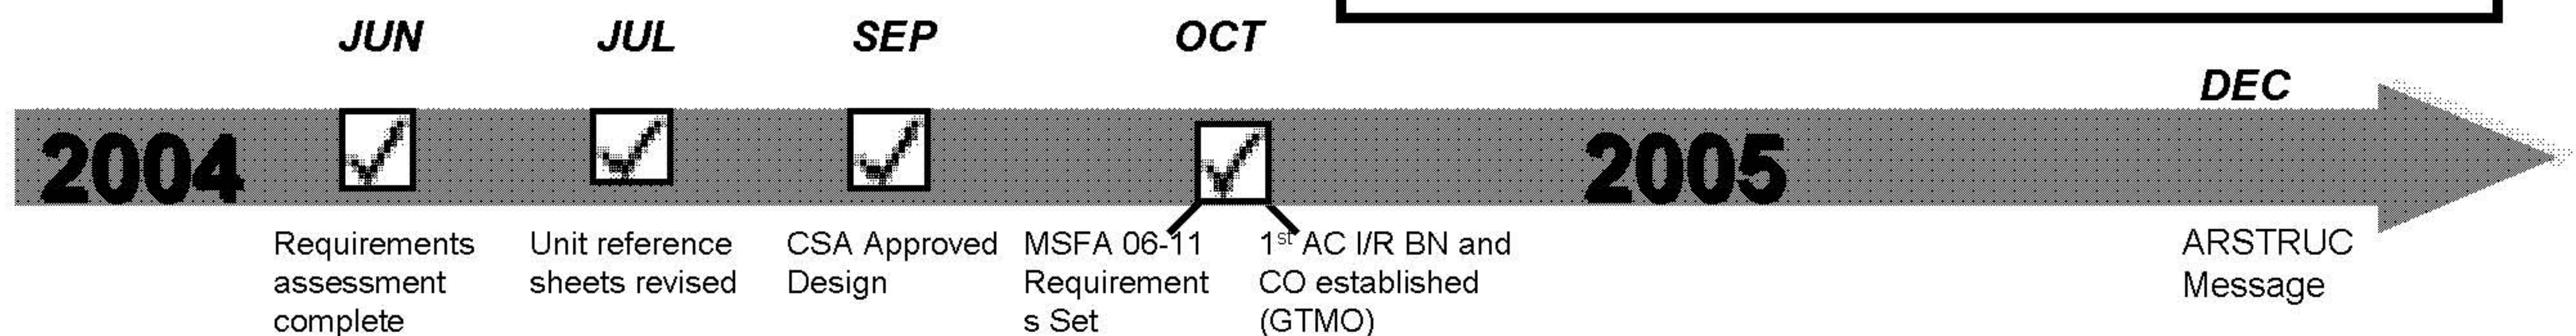 JUN
JUL
SEP
OCT
DEC
2004
2005
Requirements
assessment
complete
Unit reference
sheets revised
CSA Approved
Design
MSFA 06-11
Requirement
s Set
1st AC I/R BN and
CO established
(GTMO)
ARSTRUC
Message